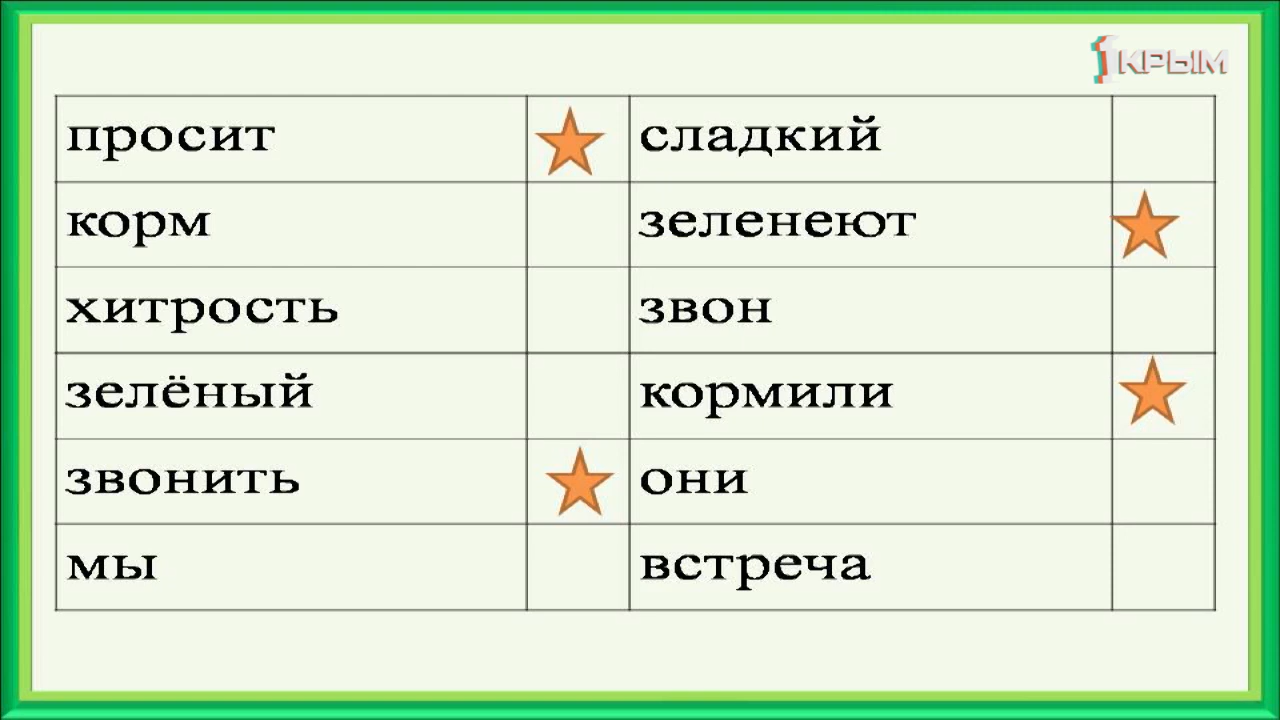 1КРЫМ
просит сладкий
корм зеленеют
хитрость звон
зелёный кормили
звонить они
мы встреча